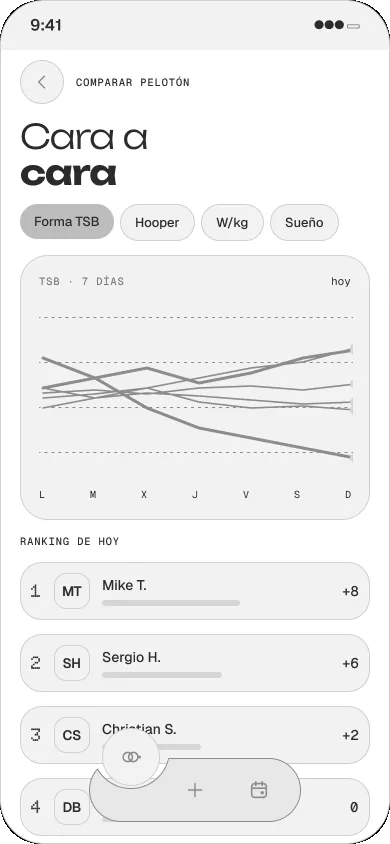 9:41
COMPARAR PELOTÓN
Cara a
cara
Forma TSB
Hooper
W/kg
Sueño
TSB · 7 DÍAS
hoy
L M X J V S D
RANKING DE HOY
1 MT Mike T. +8
2 SH Sergio H. +6
3 CS Christian S. +2
4 DB 0